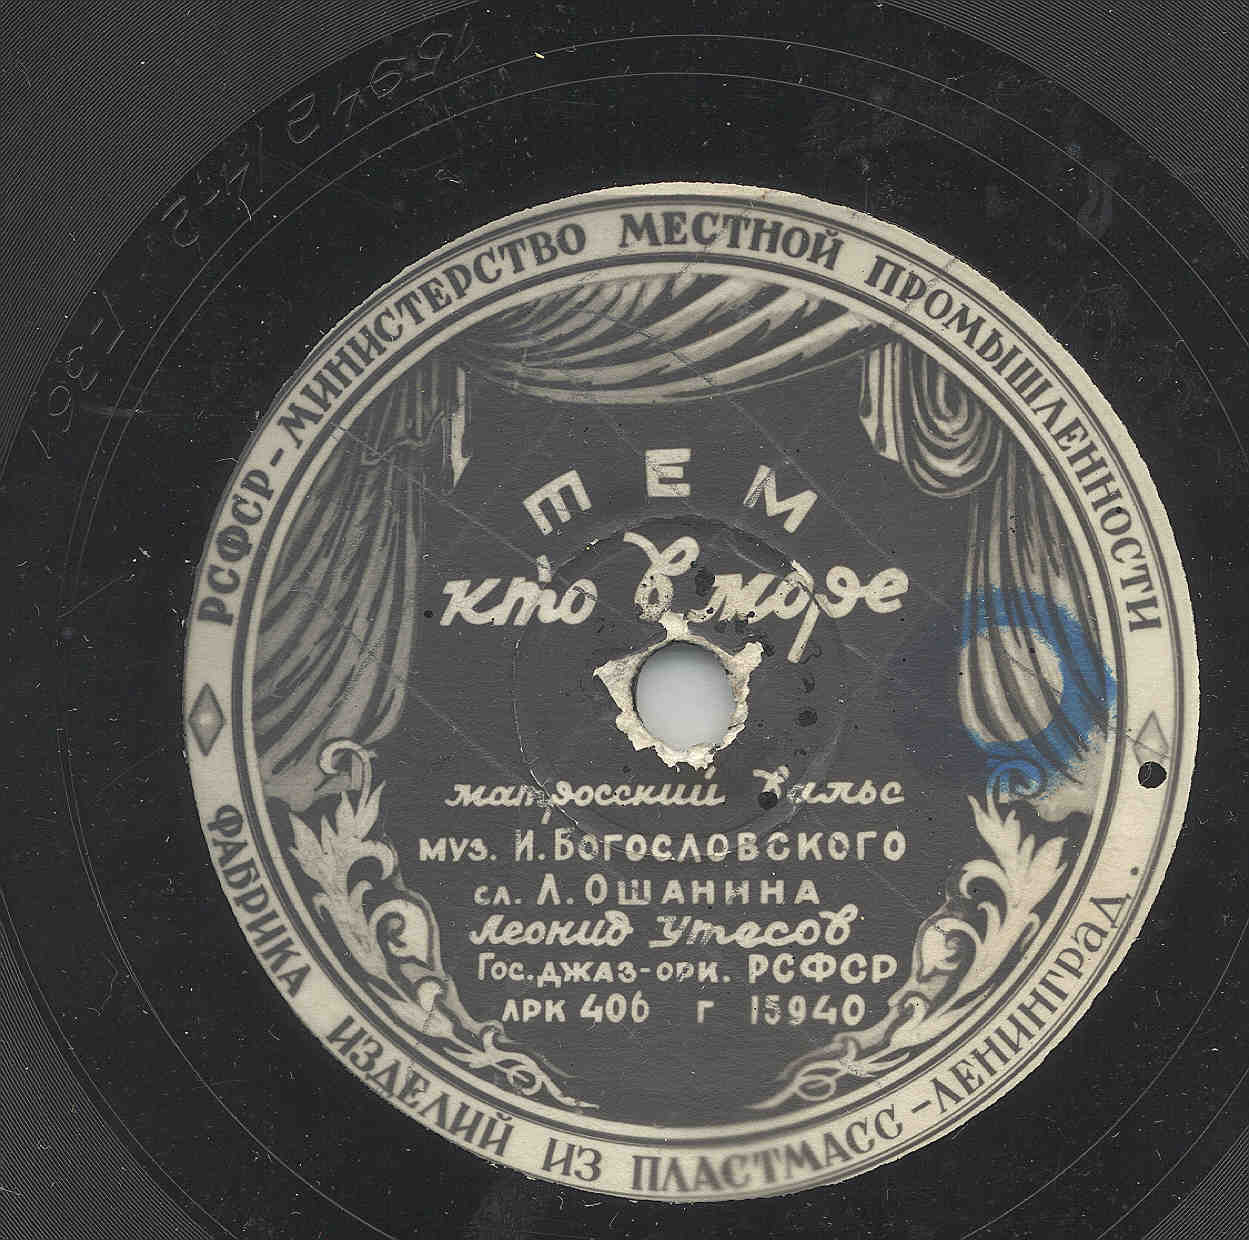 РСФСР-МИНИСТЕРСТВО МЕСТНОЙ ПРОМЫШЛЕННОСТИ
ТЕМ
кто в море
матросский вальс
муз. И. БОГОСЛОВСКОГО
сл. Л. ОШАНИНА
Леонид Утесов
Гос. джаз-орк. РСФСР
ЛРК 406 г 15940
ФАБРИКА ИЗДЕЛИЙ ИЗ ПЛАСТМАСС-ЛЕНИНГРАД.